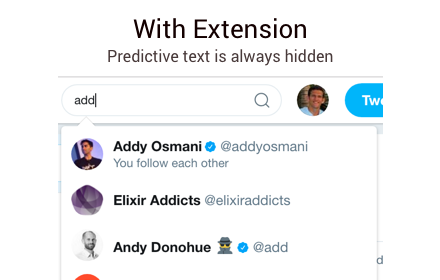 With Extension
Predictive text is always hidden
add
Addy Osmani @addyosmani
You follow each other
Elixir Addicts @elixiraddicts
Andy Donohue @add